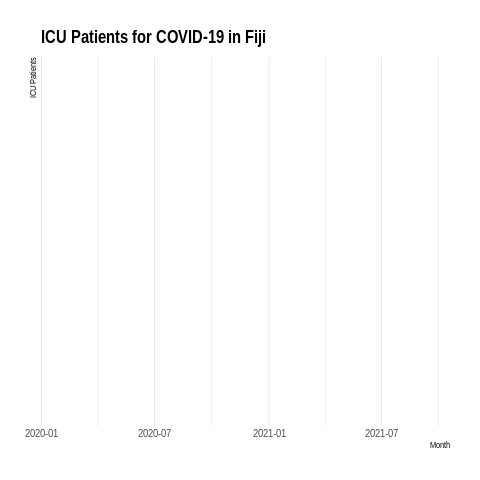 ICU Patients for COVID-19 in Fiji
ICU Patients
2020-01
2020-07
2021-01
2021-07
Month